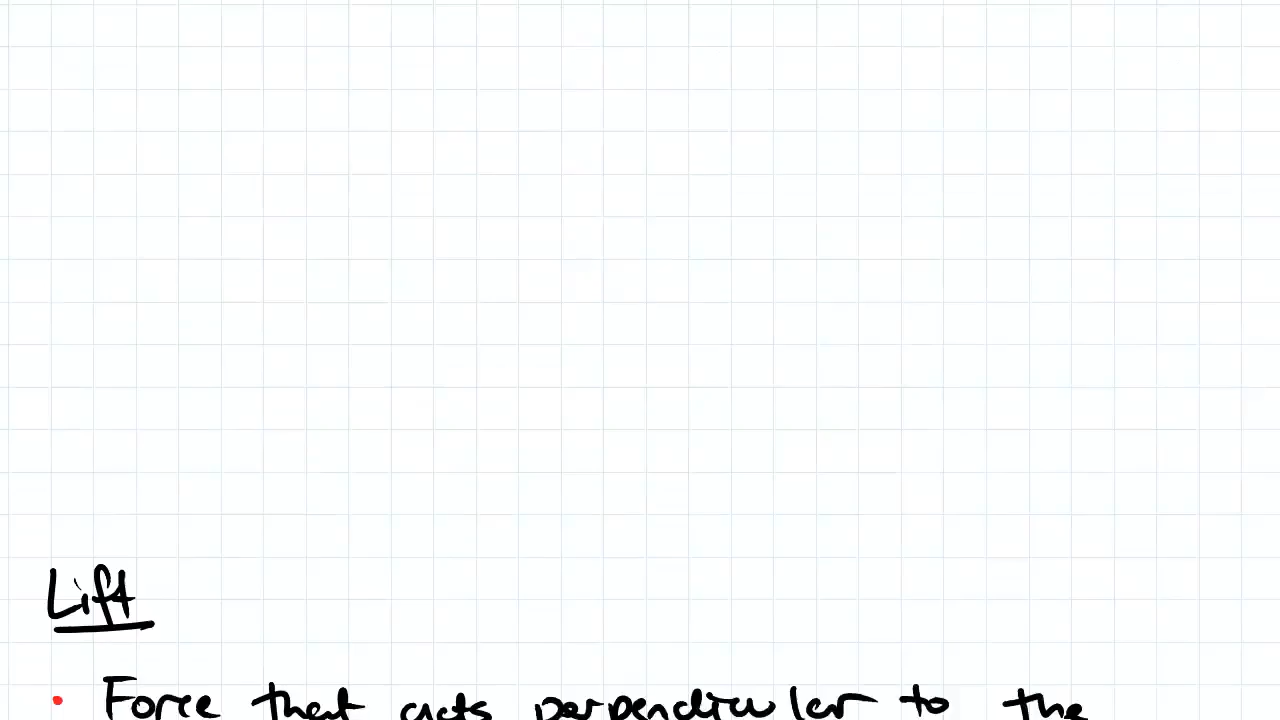 Lift
• Force that acts perpendicular to the